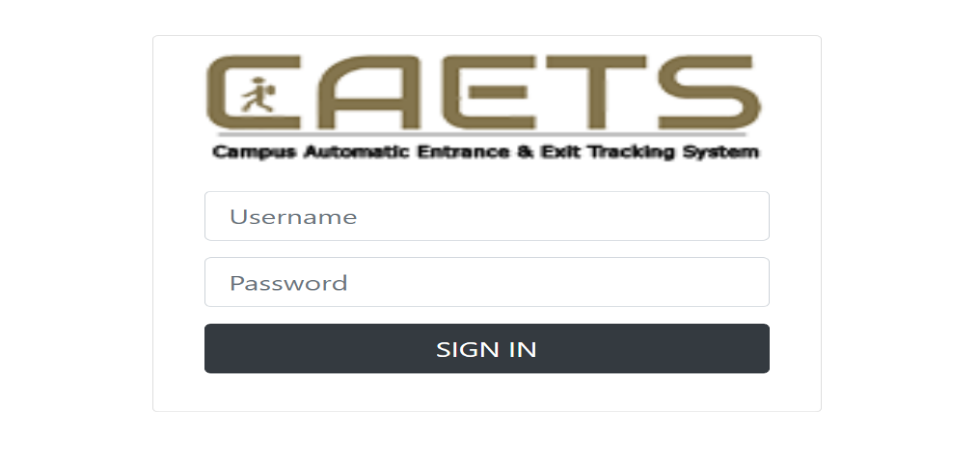 CAETS
Campus Automatic Entrance & Exit Tracking System
Username
Password
SIGN IN